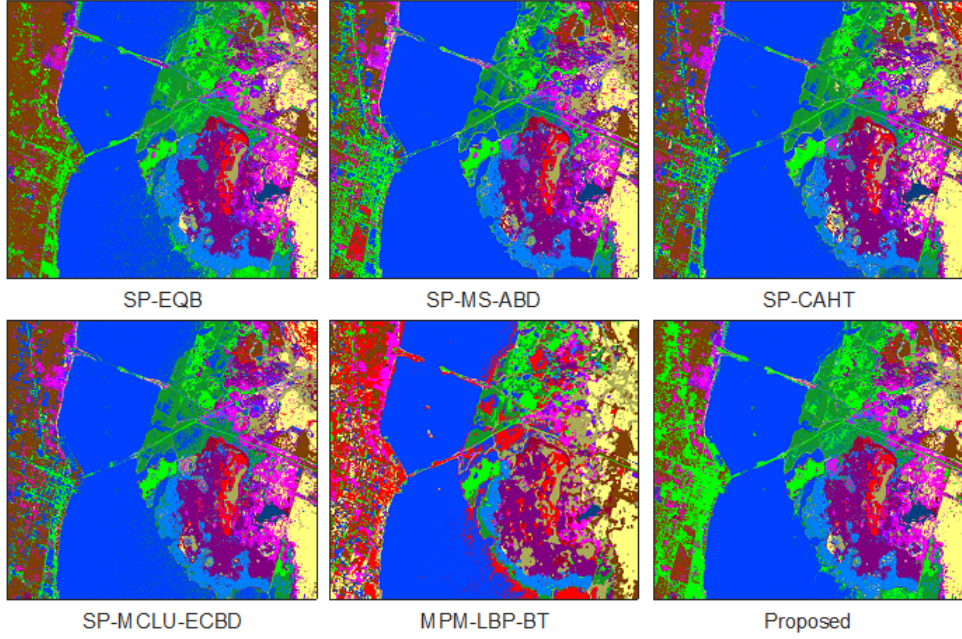 SP-EQB
SP-MS-ABD
SP-CAHT
SP-MCLU-ECBD
MPM-LBP-BT
Proposed